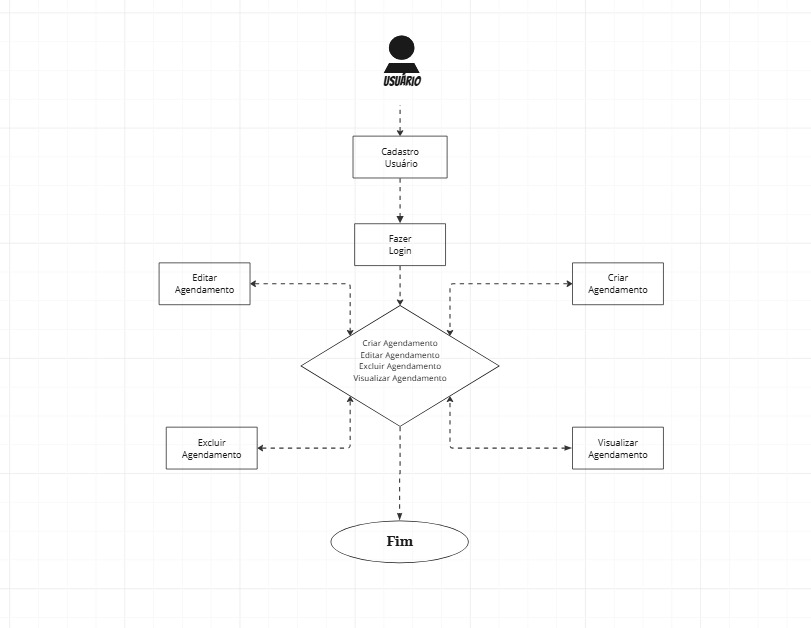 USUÁRIO
Cadastro
Usuário
Fazer
Login
Editar
Agendamento
Criar
Agendamento
Criar Agendamento
Editar Agendamento
Excluir Agendamento
Visualizar Agendamento
Excluir
Agendamento
Visualizar
Agendamento
Fim